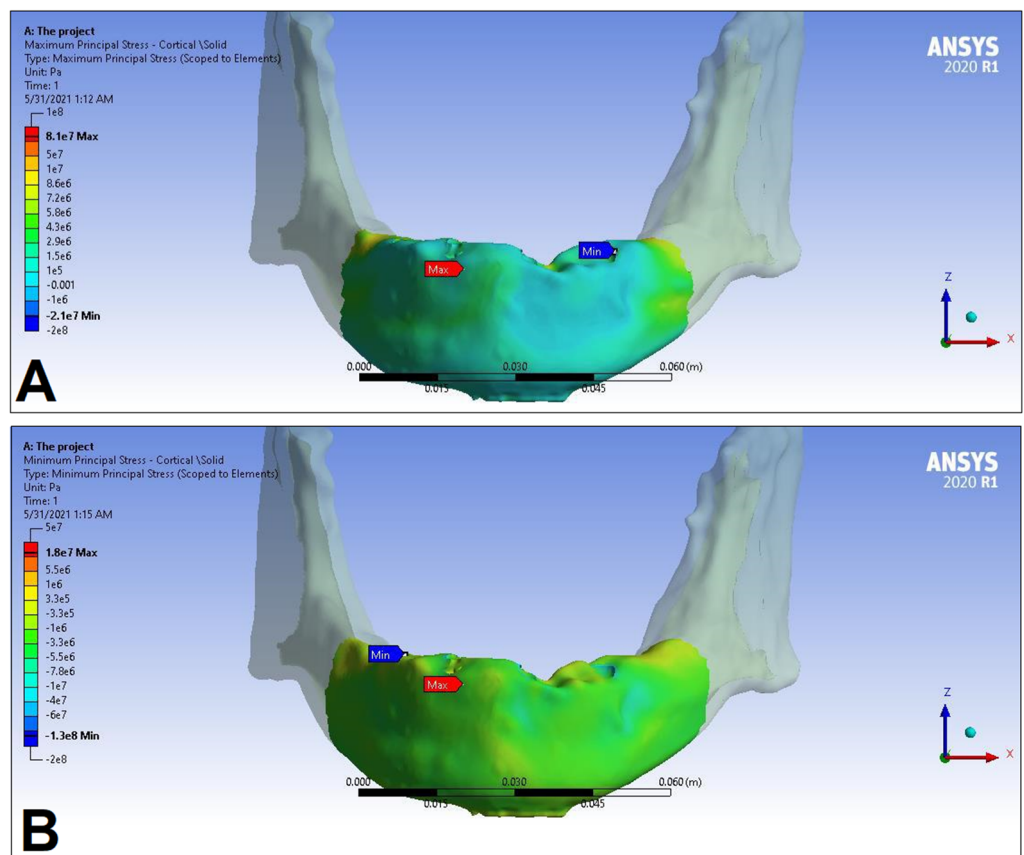 A: The project
Maximum Principal Stress - Cortical \Solid
Type: Maximum Principal Stress (Scoped to Elements)
Unit: Pa
Time: 1
5/31/2021 1:12 AM
1e8
8.1e7 Max
5e7
1e7
8.6e6
7.2e6
5.8e6
4.3e6
2.9e6
1.5e6
1e5
-0.001
-1e6
-2.1e7 Min
-2e8
ANSYS
2020 R1
Max
Min
Z
X
0.000 0.030 0.060 (m)
0.015 0.045
A
A: The project
Minimum Principal Stress - Cortical \Solid
Type: Minimum Principal Stress (Scoped to Elements)
Unit: Pa
Time: 1
5/31/2021 1:15 AM
5e7
1.8e7 Max
5.5e6
1e6
3.3e5
-3.3e5
-1e6
-3.3e6
-5.5e6
-7.8e6
-1e7
-4e7
-6e7
-1.3e8 Min
-2e8
ANSYS
2020 R1
Min
Max
Z
X
0.000 0.030 0.060 (m)
0.015 0.045
B